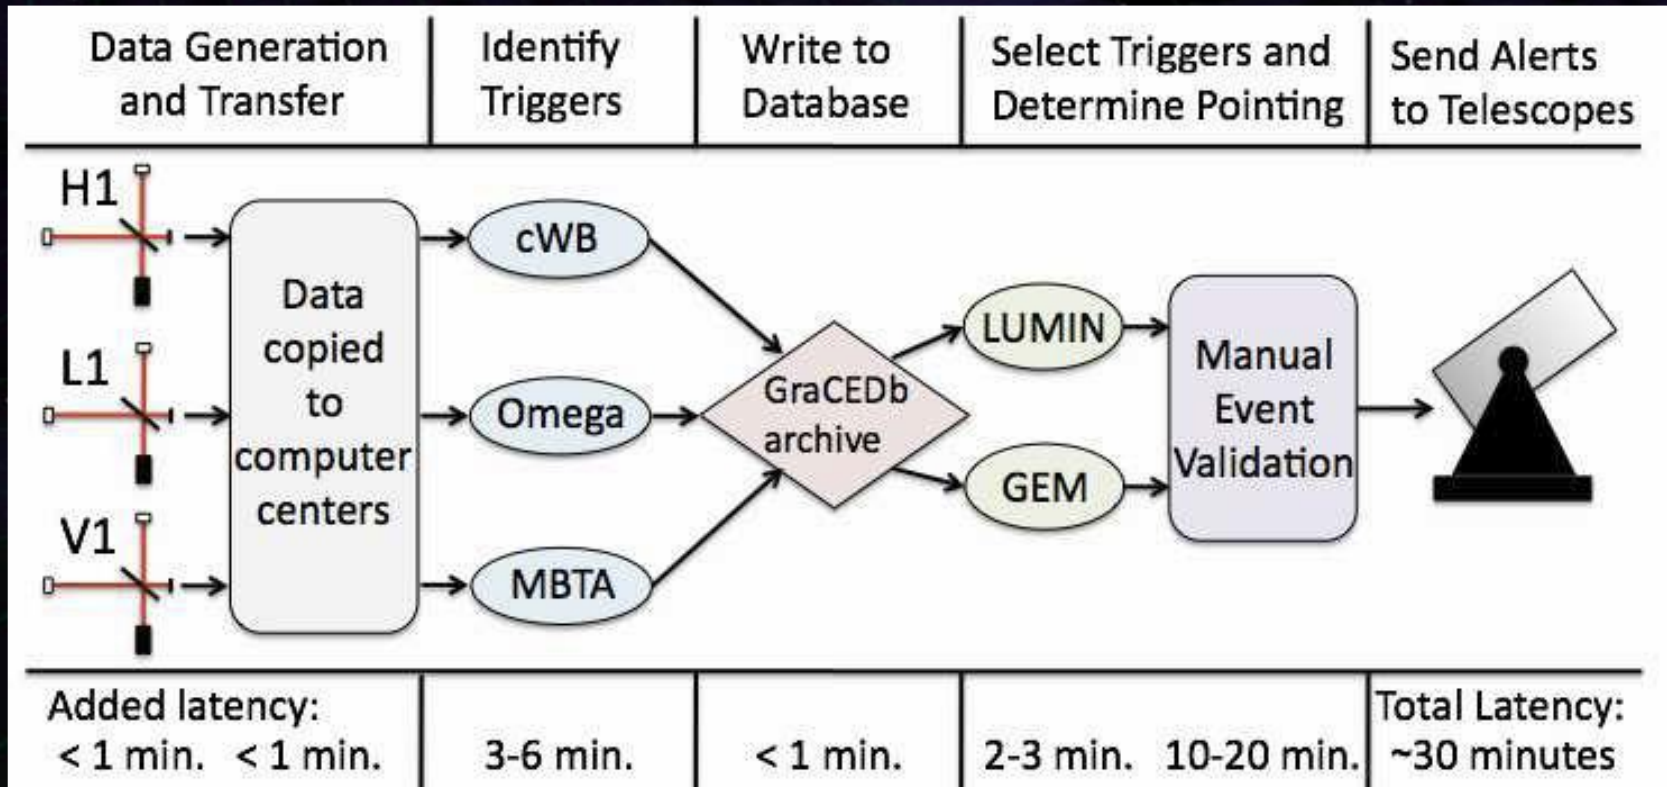 Data Generation
and Transfer
Identify
Triggers
Write to
Database
Select Triggers and
Determine Pointing
Send Alerts
to Telescopes
H1
L1
V1
Data
copied
to
computer
centers
cWB
Omega
MBTA
GraCEDb
archive
LUMIN
GEM
Manual
Event
Validation
Added latency:
< 1 min. < 1 min.
3-6 min.
< 1 min.
2-3 min. 10-20 min.
Total Latency:
~30 minutes